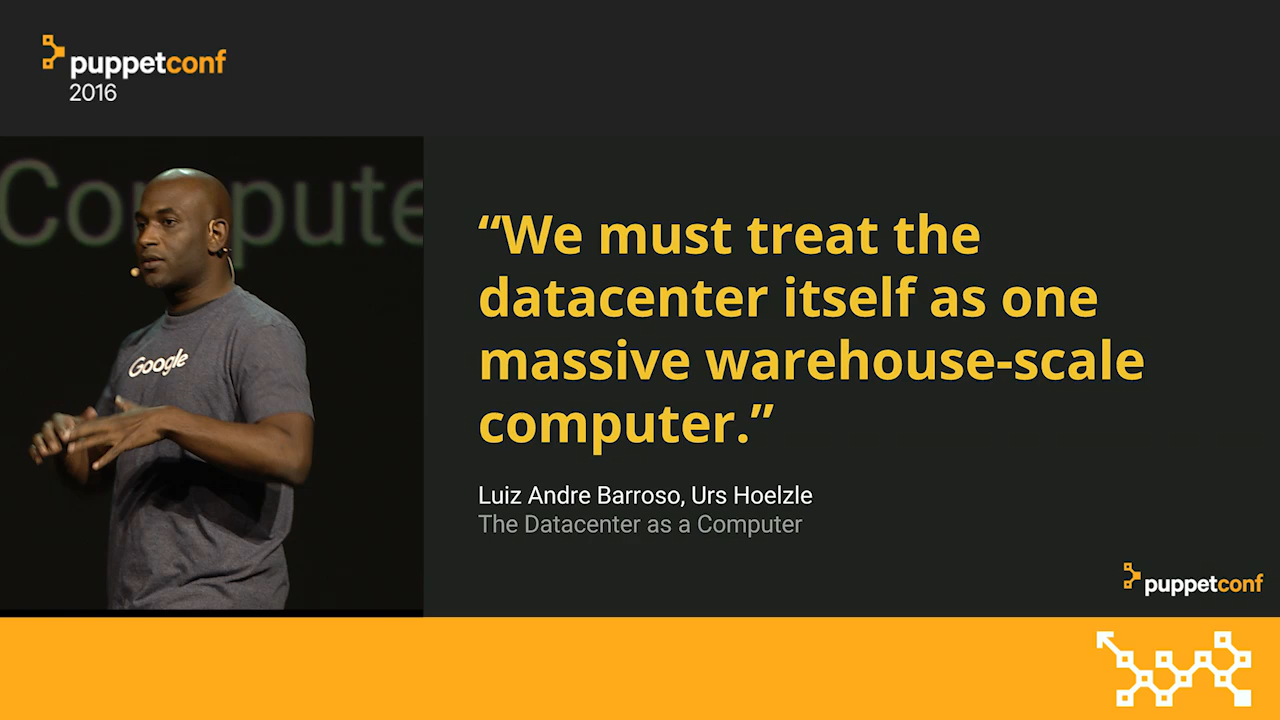 puppetconf
2016
Compute
Google
“We must treat the
datacenter itself as one
massive warehouse-scale
computer.”
Luiz Andre Barroso, Urs Hoelzle
The Datacenter as a Computer
puppetconf